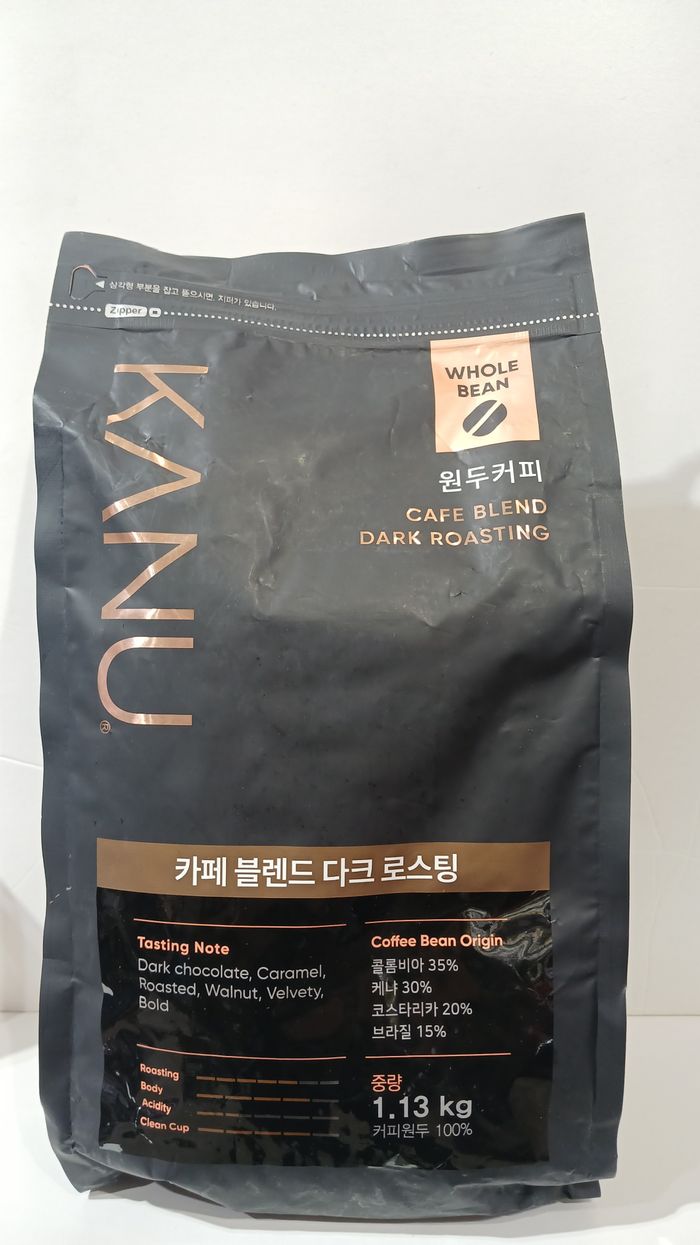 삼각형 부분을 잡고 뜯으시면, 지퍼가 있습니다.
Zipper
KANU®
WHOLE
BEAN
원두커피
CAFE BLEND
DARK ROASTING
카페 블렌드 다크 로스팅
Tasting Note
Dark chocolate, Caramel,
Roasted, Walnut, Velvety,
Bold
Coffee Bean Origin
콜롬비아 35%
케냐 30%
코스타리카 20%
브라질 15%
Roasting
Body
Acidity
Clean Cup
중량
1.13 kg
커피원두 100%